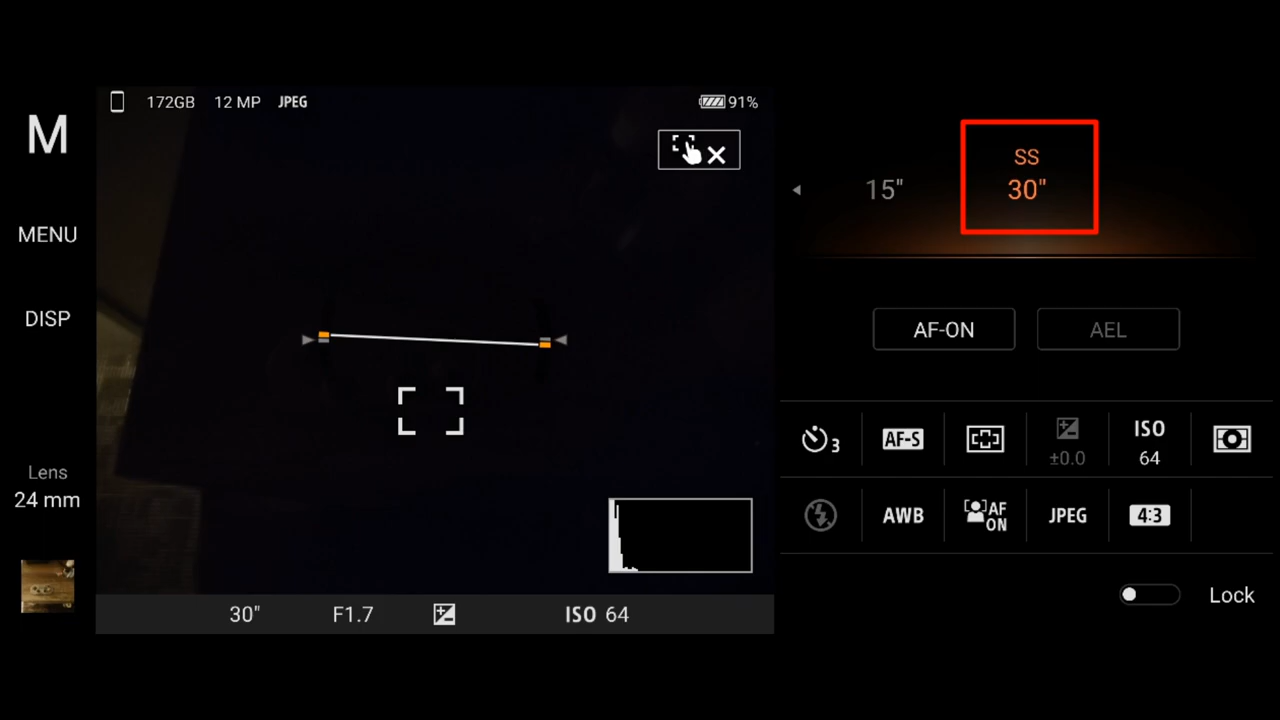 M
MENU
DISP
Lens
24 mm
172GB 12 MP JPEG 91%
30" F1.7 ISO 64
15"
SS
30"
AF-ON AEL
3 AF-S ±0.0 ISO 64
AWB AF ON JPEG 4:3
Lock